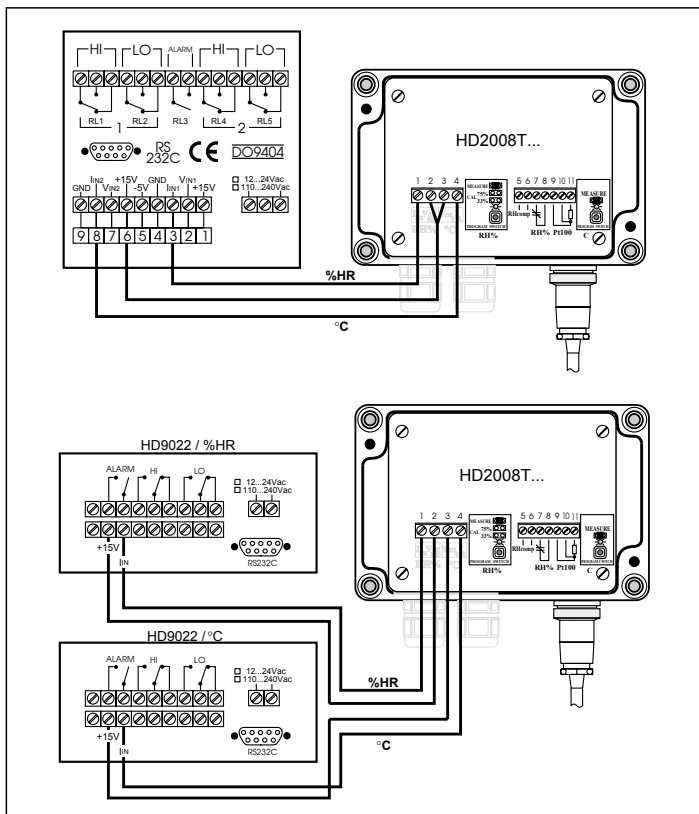 HI LO ALARM HI LO
RL1 RL2 RL3 RL4 RL5
1 2
RS
232C CE DO9404
IIN2 +15V GND VIN1
GND VIN2 -5V IIN1 +15V
12...24Vac
110...240Vac
9 8 7 6 5 4 3 2 1
HD2008T...
1 2 3 4
MEASURE
75%
CAL
33%
PROGRAM SWITCH
RH%
5 6 7 8 9 10 11
RHcomp RH% Pt100
MEASURE
PROGRAM SWITCH
C
%HR
°C
HD9022 / %HR
ALARM HI LO
12...24Vac
110...240Vac
+15V
IIN
RS232C
HD9022 / °C
ALARM HI LO
12...24Vac
110...240Vac
+15V
IIN
RS232C
HD2008T...
1 2 3 4
MEASURE
75%
CAL
33%
PROGRAM SWITCH
RH%
5 6 7 8 9 10 11
RHcomp RH% Pt100
MEASURE
PROGRAM SWITCH
C
%HR
°C